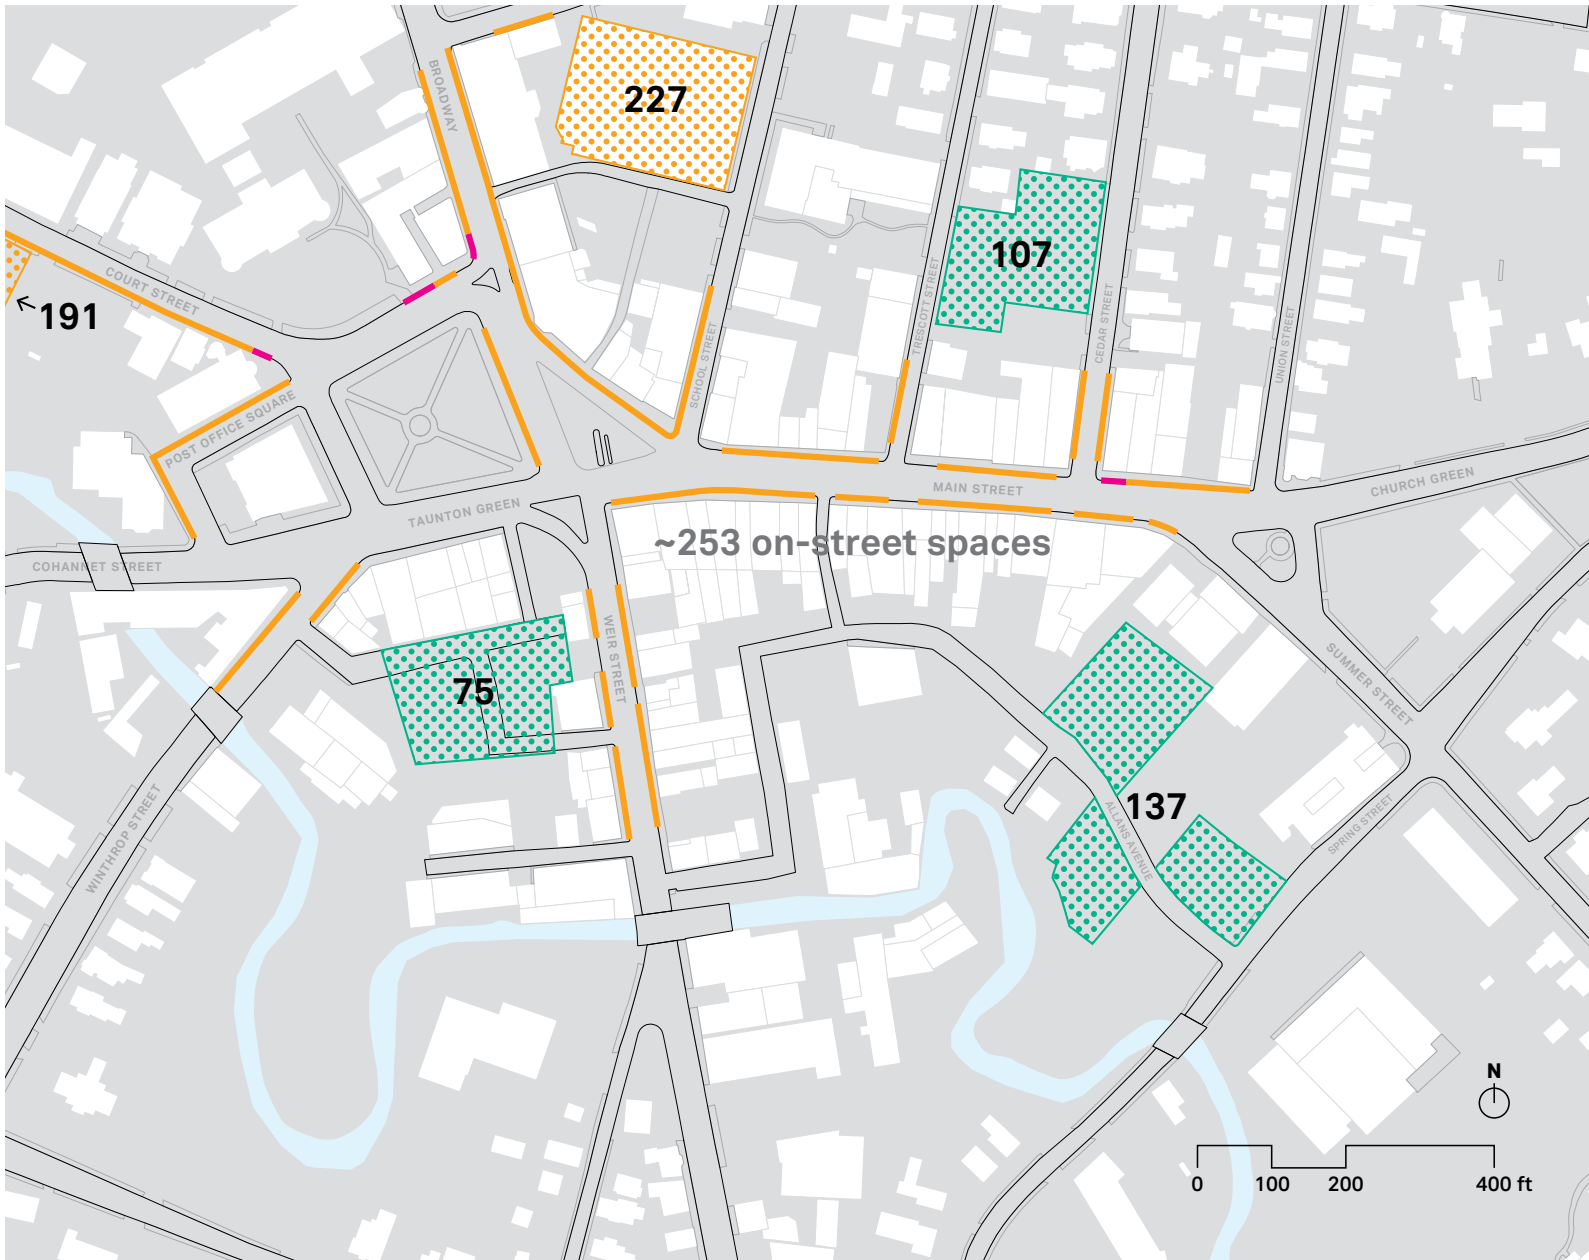 BROADWAY
227
107
COURT STREET
191
TRESCOTT STREET
CEDAR STREET
UNION STREET
SCHOOL STREET
POST OFFICE SQUARE
MAIN STREET
CHURCH GREEN
TAUNTON GREEN
~253 on-street spaces
COHANNET STREET
WEIR STREET
75
SUMMER STREET
137
ALLANS AVENUE
SPRING STREET
WINTHROP STREET
N
0 100 200 400 ft